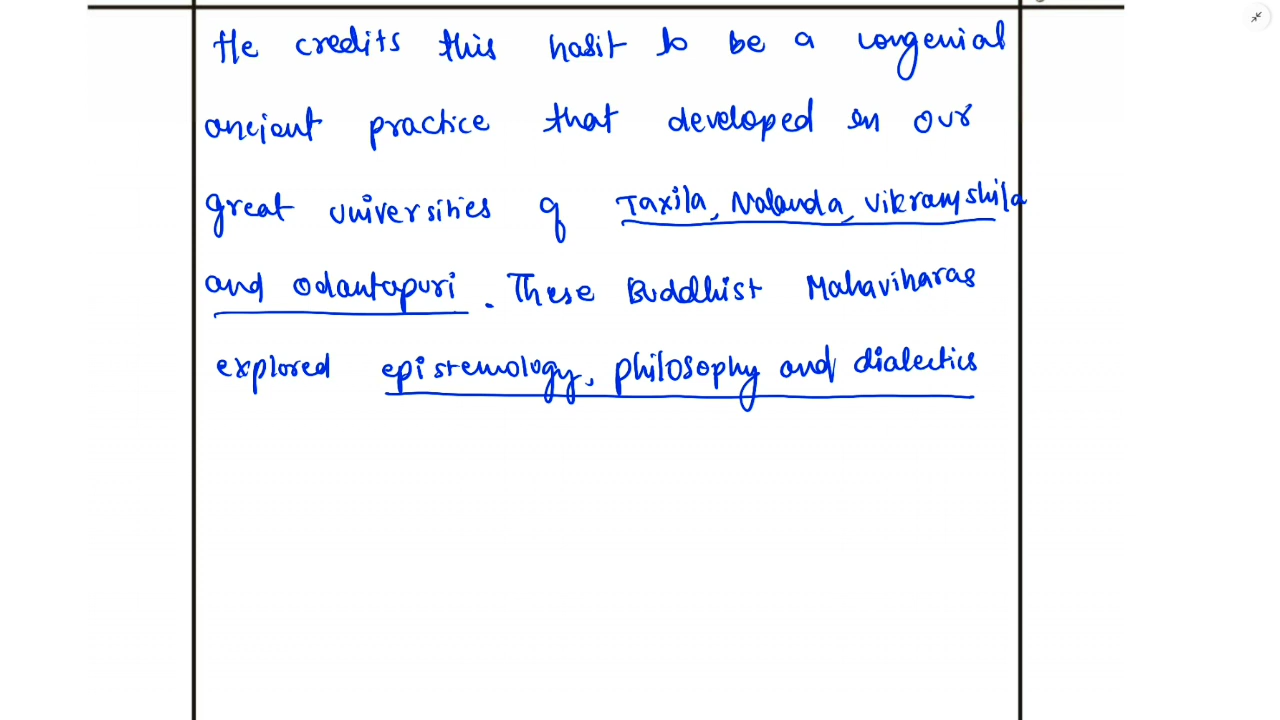 He credits this habit to be a congenial
ancient practice that developed in our
great universities of Taxila, Nalanda, Vikramshila
and Odantapuri. These Buddhist Mahaviharas
explored epistemology, philosophy and dialectics